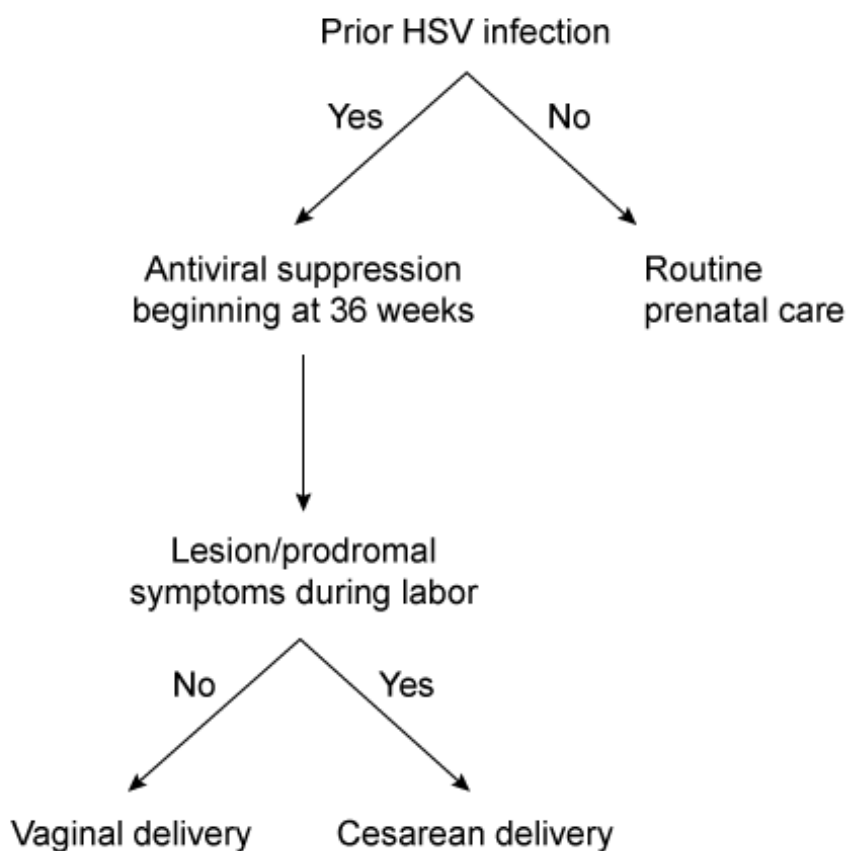 Prior HSV infection
Yes
No
Antiviral suppression
beginning at 36 weeks
Routine
prenatal care
Lesion/prodromal
symptoms during labor
No
Yes
Vaginal delivery
Cesarean delivery